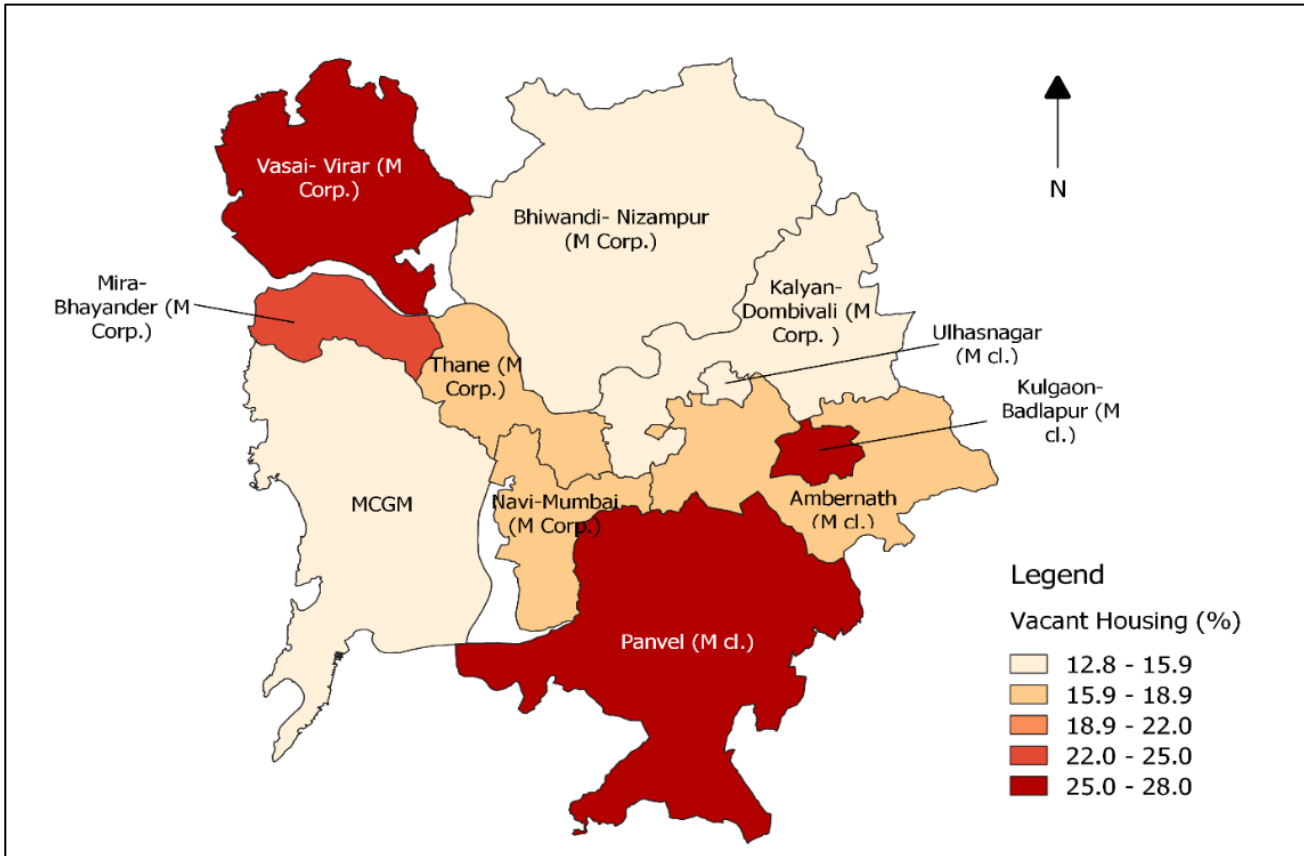 Vasai- Virar (M
Corp.)
N
Bhiwandi- Nizampur
(M Corp.)
Mira-
Bhayander (M
Corp.)
Kalyan-
Dombivali (M
Corp. )
Ulhasnagar
(M cl.)
Thane (M
Corp.)
Kulgaon-
Badlapur (M
cl.)
MCGM
Navi-Mumbai
(M Corp.)
Ambernath
(M cl.)
Panvel (M cl.)
Legend
Vacant Housing (%)
12.8 - 15.9
15.9 - 18.9
18.9 - 22.0
22.0 - 25.0
25.0 - 28.0